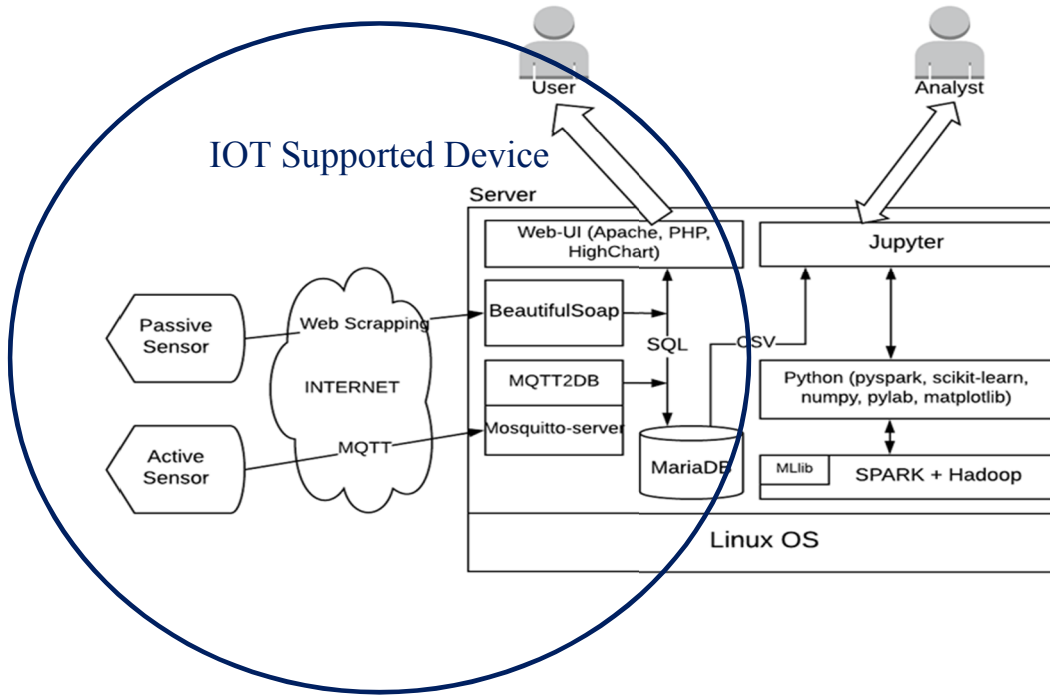 User
Analyst
IOT Supported Device
Server
Web-UI (Apache, PHP,
HighChart)
Jupyter
BeautifulSoap
Web Scrapping
Passive
Sensor
SQL
CSV
INTERNET
MQTT2DB
Python (pyspark, scikit-learn,
numpy, pylab, matplotlib)
Mosquitto-server
MQTT
Active
Sensor
MariaDB
MLlib
SPARK + Hadoop
Linux OS